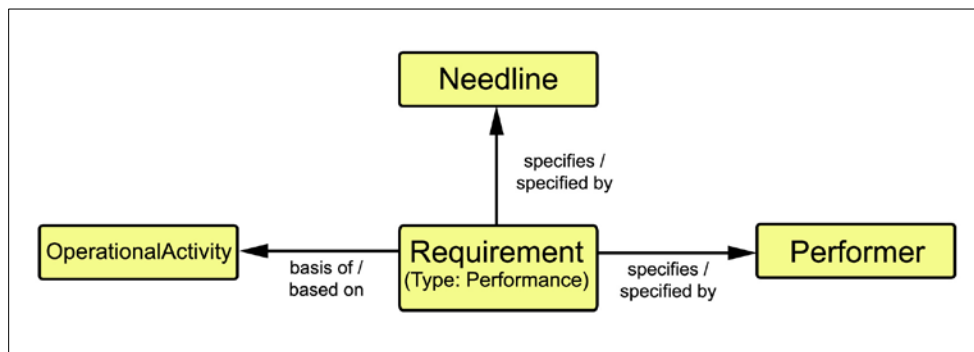 Needline
specifies /
specified by
OperationalActivity
basis of /
based on
Requirement
(Type: Performance)
specifies /
specified by
Performer